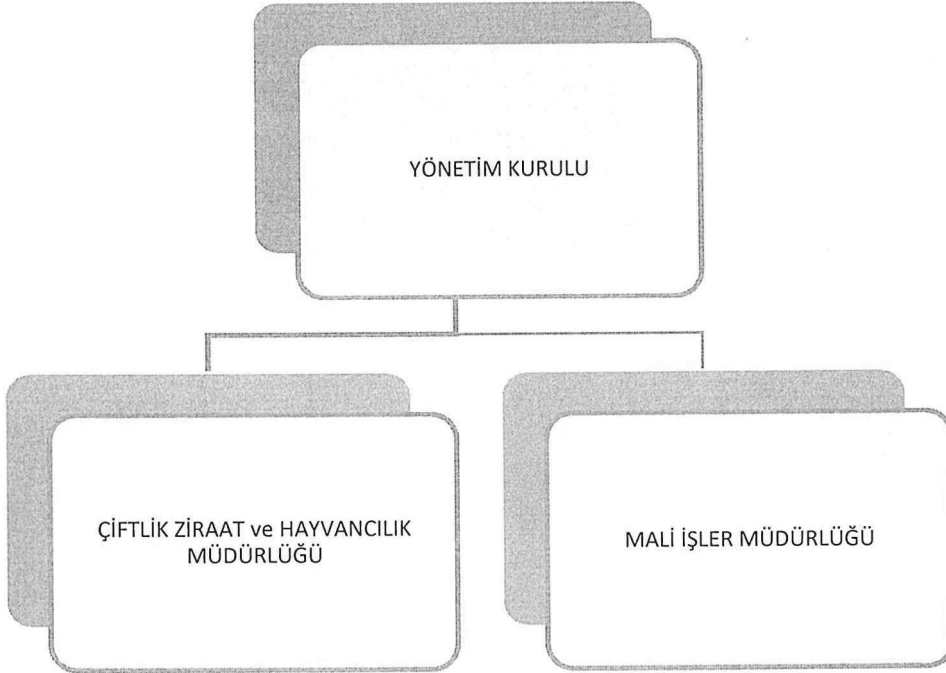 YÖNETİM KURULU
ÇİFTLİK ZİRAAT ve HAYVANCILIK
MÜDÜRLÜĞÜ
MALİ İŞLER MÜDÜRLÜĞÜ